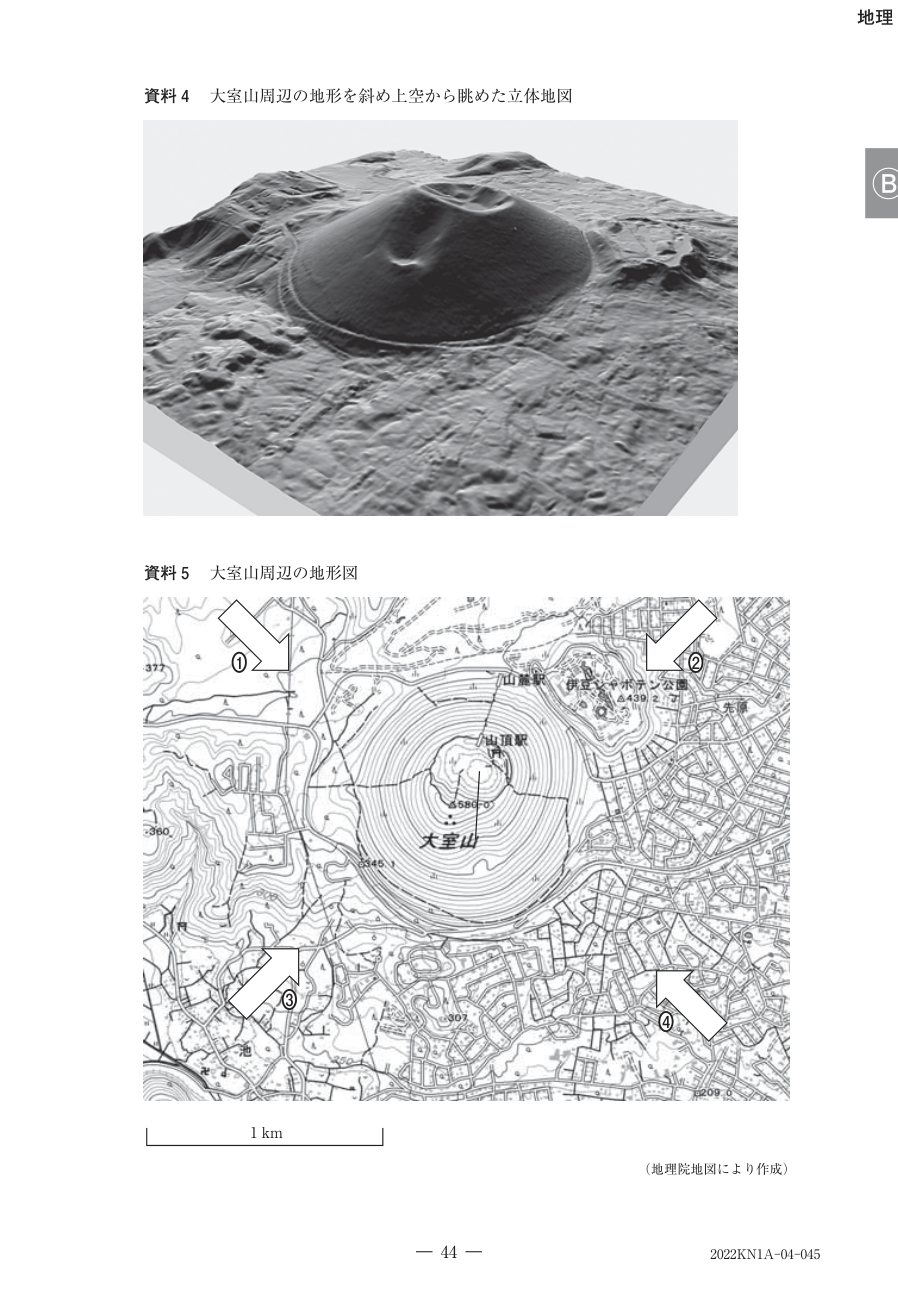 地理
資料4 大室山周辺の地形を斜め上空から眺めた立体地図
B
資料5 大室山周辺の地形図
①
②
377
山麓駅
伊豆シャボテン公園
439.2
先原
山頂駅
580.0
大室山
360
345.1
300
③
④
307
池
250
209.0
1 km
(地理院地図により作成)
— 44 —
2022KN1A-04-045